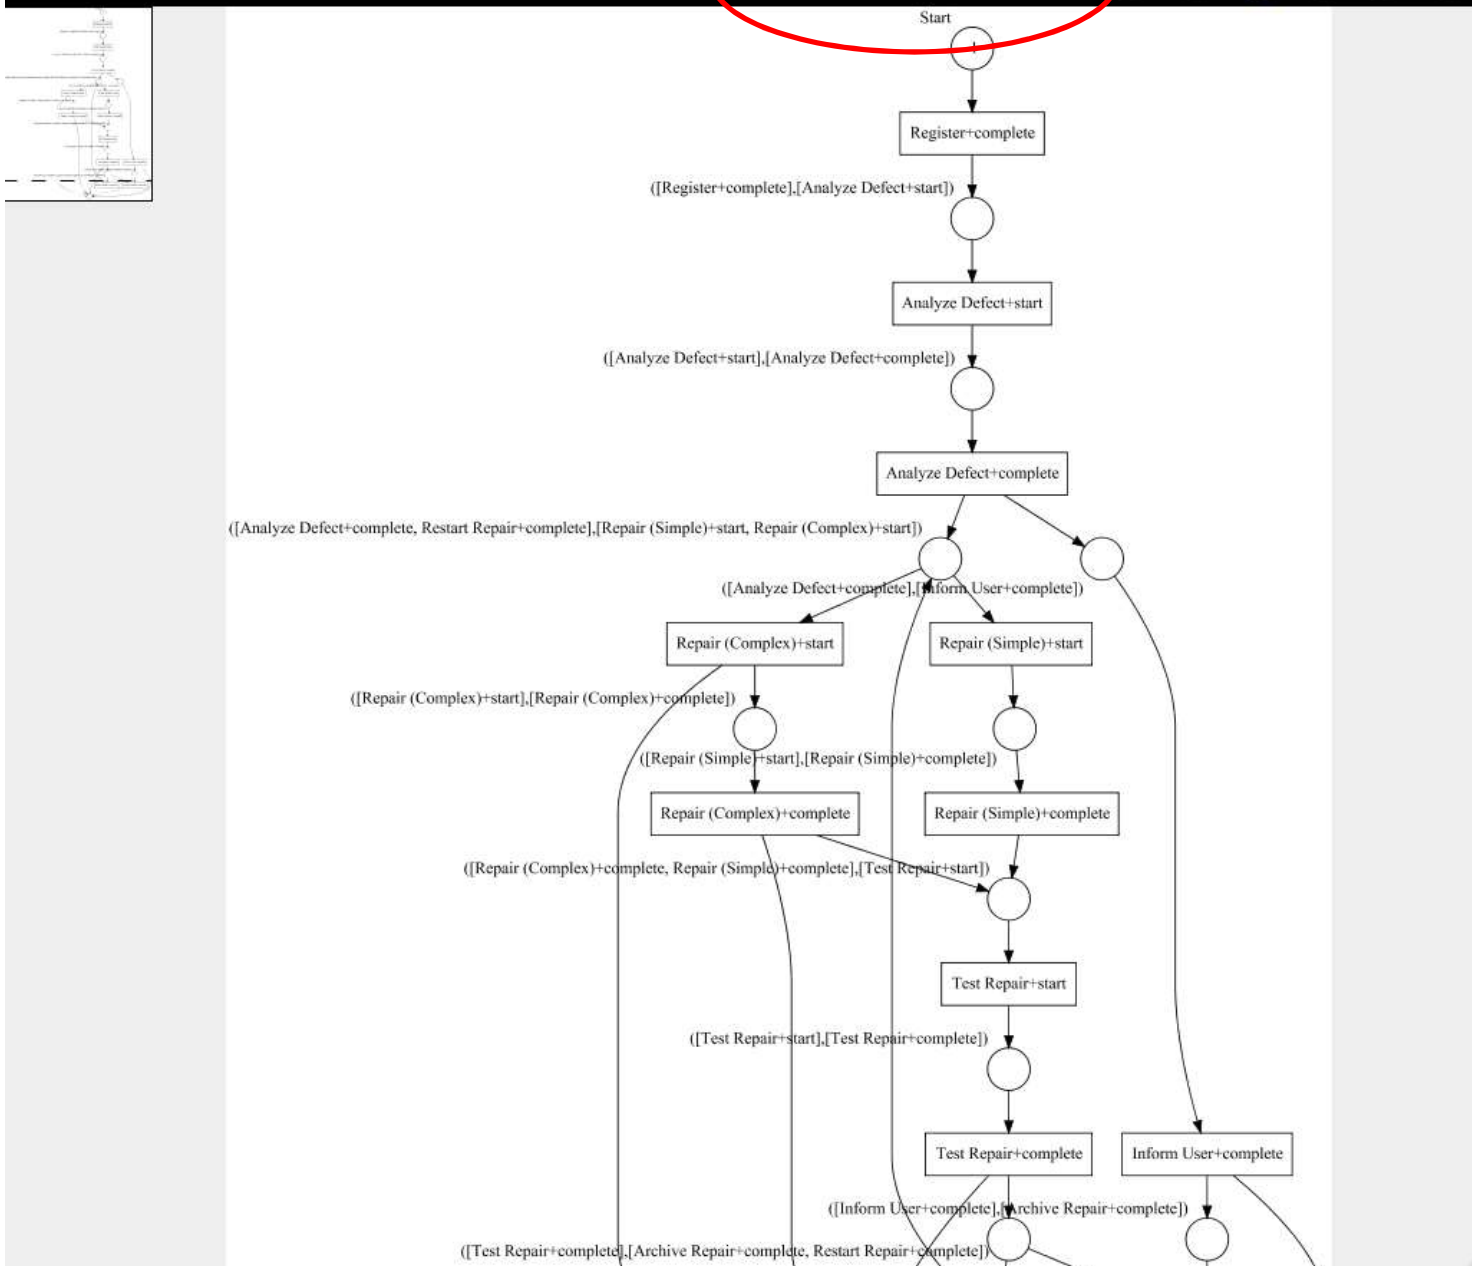 Start
Register+complete
([Register+complete],[Analyze Defect+start])
Analyze Defect+start
([Analyze Defect+start],[Analyze Defect+complete])
Analyze Defect+complete
([Analyze Defect+complete, Restart Repair+complete],[Repair (Simple)+start, Repair (Complex)+start])
([Analyze Defect+complete],[Inform User+complete])
Repair (Complex)+start
Repair (Simple)+start
([Repair (Complex)+start],[Repair (Complex)+complete])
([Repair (Simple)+start],[Repair (Simple)+complete])
Repair (Complex)+complete
Repair (Simple)+complete
([Repair (Complex)+complete, Repair (Simple)+complete],[Test Repair+start])
Test Repair+start
([Test Repair+start],[Test Repair+complete])
Test Repair+complete
Inform User+complete
([Inform User+complete],[Archive Repair+complete])
([Test Repair+complete],[Archive Repair+complete, Restart Repair+complete])